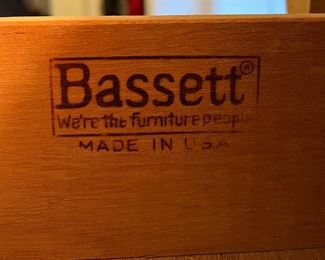 Bassett®
We're the furniture people
MADE IN USA